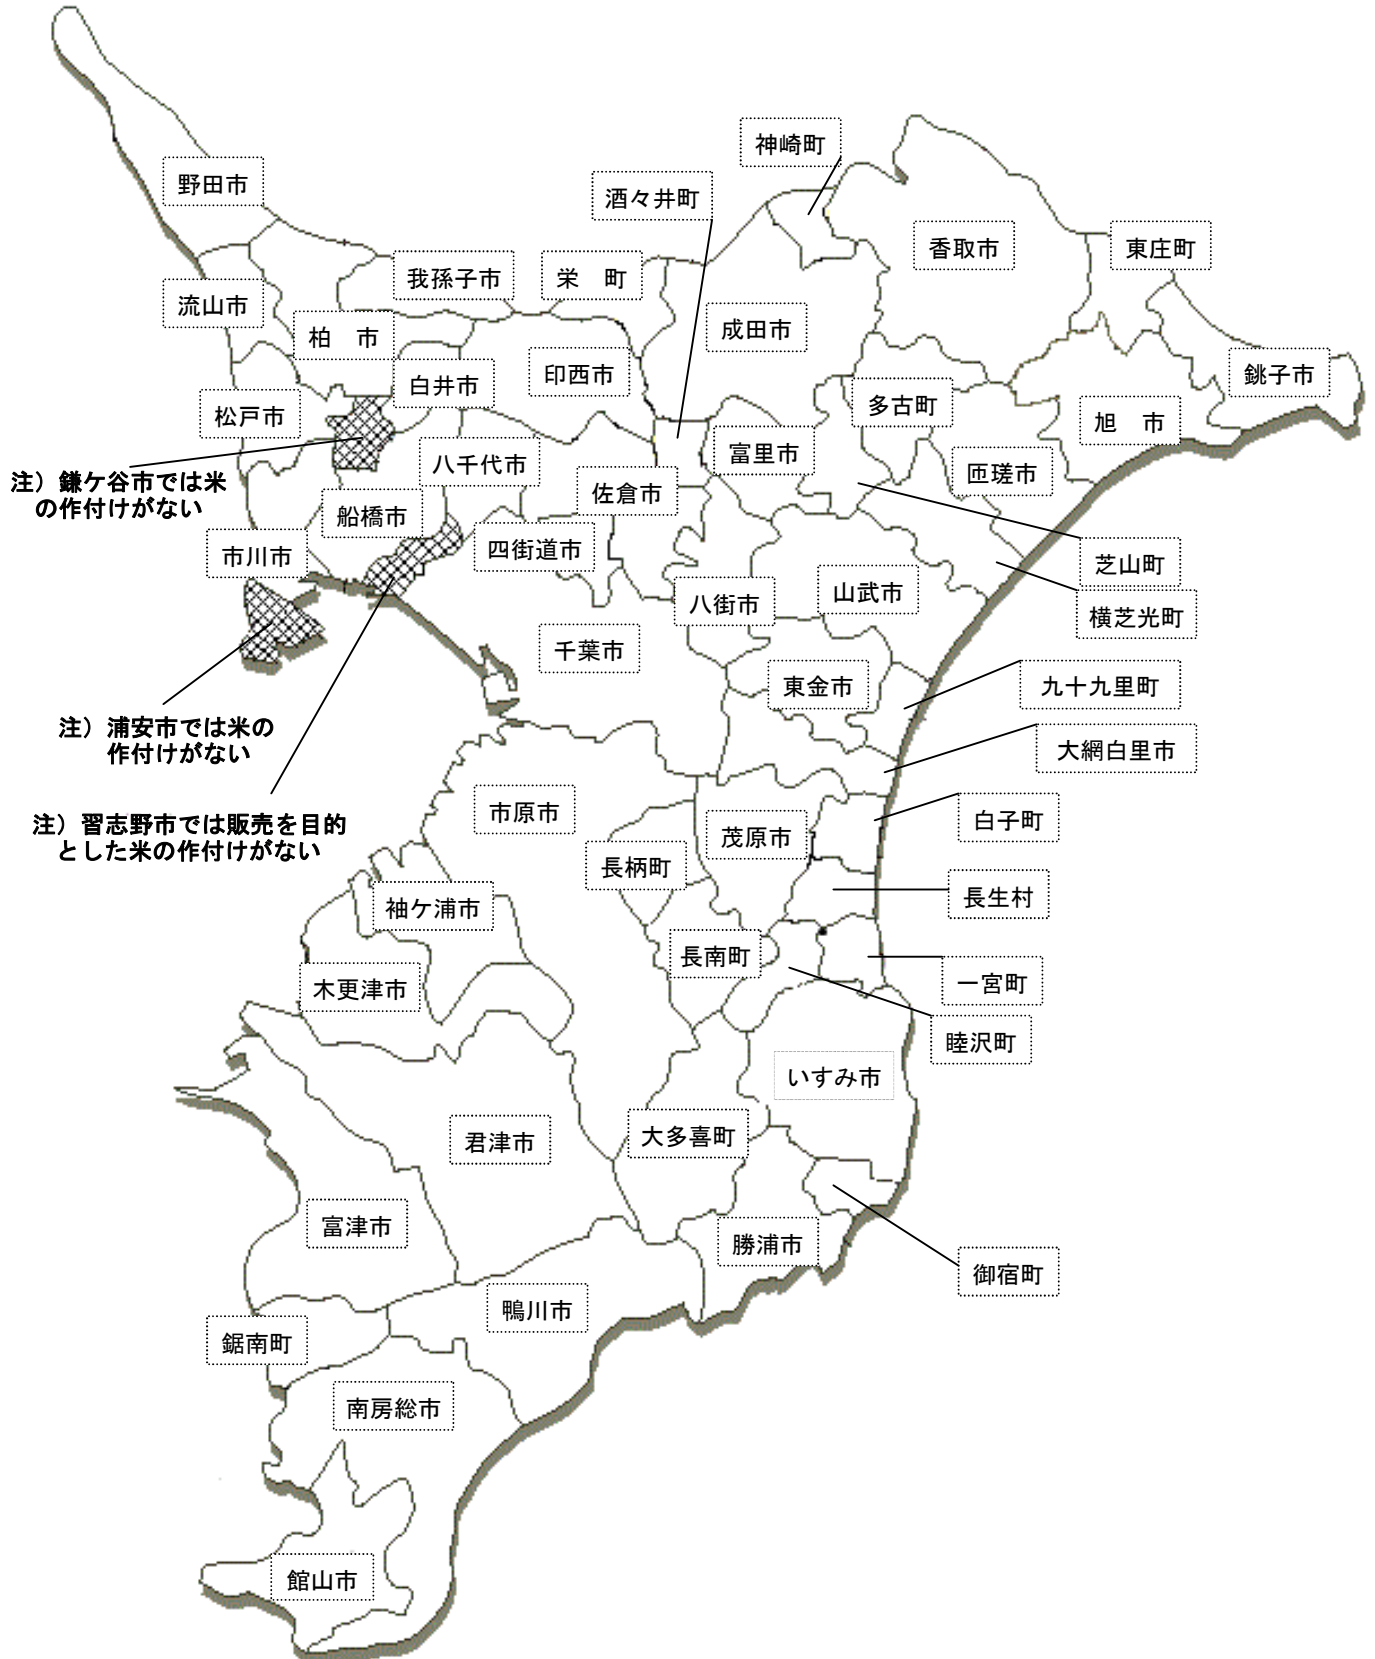 神崎町
野田市
酒々井町
香取市
東庄町
我孫子市
栄　町
流山市
柏　市
成田市
白井市
印西市
銚子市
松戸市
多古町
旭　市
富里市
八千代市
匝瑳市
注）鎌ケ谷市では米
の作付けがない
佐倉市
船橋市
市川市
四街道市
芝山町
八街市
山武市
横芝光町
千葉市
東金市
九十九里町
注）浦安市では米の
作付けがない
大網白里市
市原市
白子町
注）習志野市では販売を目的
とした米の作付けがない
茂原市
長柄町
長生村
袖ケ浦市
長南町
木更津市
一宮町
睦沢町
いすみ市
君津市
大多喜町
富津市
勝浦市
御宿町
鴨川市
鋸南町
南房総市
館山市